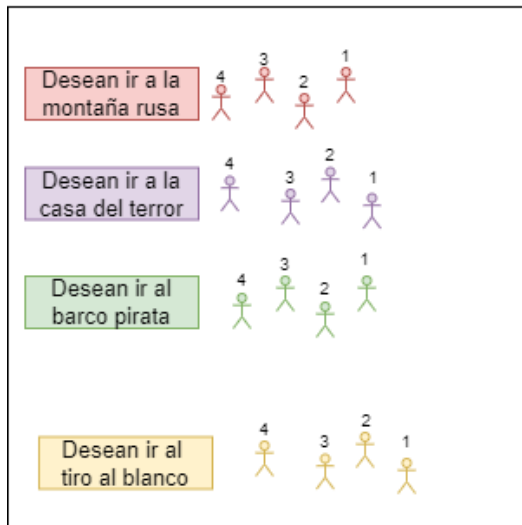 Desean ir a la
montaña rusa
4 3 2 1
Desean ir a la
casa del terror
4 3 2 1
Desean ir al
barco pirata
4 3 2 1
Desean ir al
tiro al blanco
4 3 2 1